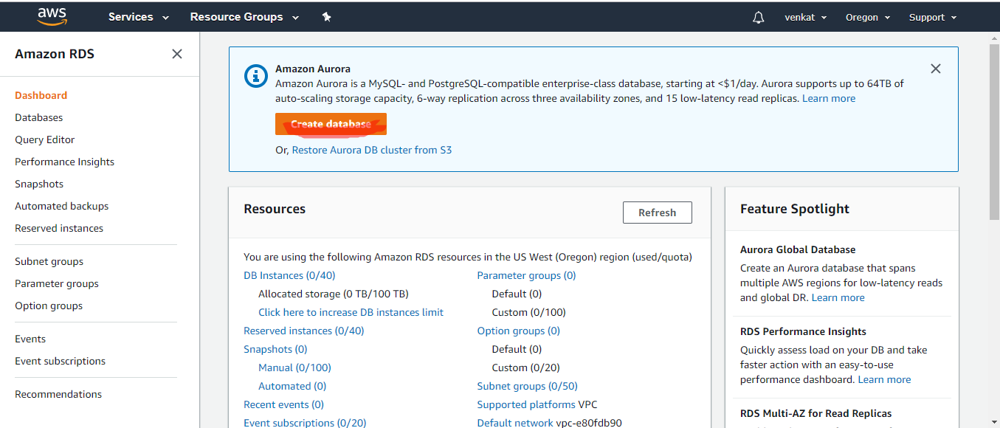 aws Services Resource Groups venkat Oregon Support
Amazon RDS
Dashboard
Databases
Query Editor
Performance Insights
Snapshots
Automated backups
Reserved instances
Subnet groups
Parameter groups
Option groups
Events
Event subscriptions
Recommendations
Amazon Aurora
Amazon Aurora is a MySQL- and PostgreSQL-compatible enterprise-class database, starting at <$1/day. Aurora supports up to 64TB of
auto-scaling storage capacity, 6-way replication across three availability zones, and 15 low-latency read replicas. Learn more
Create database
Or, Restore Aurora DB cluster from S3
Resources
Refresh
You are using the following Amazon RDS resources in the US West (Oregon) region (used/quota)
DB Instances (0/40)
Allocated storage (0 TB/100 TB)
Click here to increase DB instances limit
Reserved instances (0/40)
Snapshots (0)
Manual (0/100)
Automated (0)
Recent events (0)
Event subscriptions (0/20)
Parameter groups (0)
Default (0)
Custom (0/100)
Option groups (0)
Default (0)
Custom (0/20)
Subnet groups (0/50)
Supported platforms VPC
Default network vpc-e80fdb90
Feature Spotlight
Aurora Global Database
Create an Aurora database that spans
multiple AWS regions for low-latency reads
and global DR. Learn more
RDS Performance Insights
Quickly assess load on your DB and take
faster action with an easy-to-use
performance dashboard. Learn more
RDS Multi-AZ for Read Replicas